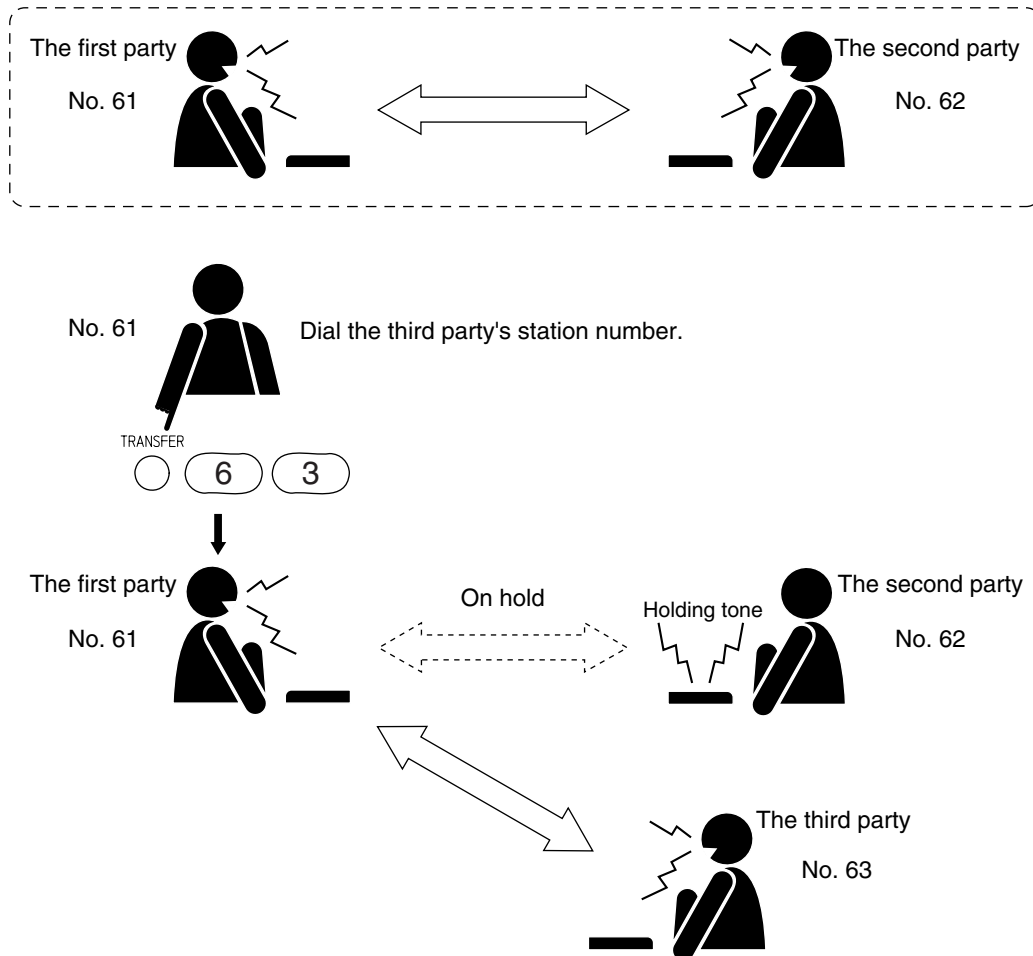 The first party
The second party
No. 61
No. 62
No. 61
Dial the third party's station number.
TRANSFER
6 3
The first party
On hold
Holding tone
The second party
No. 61
No. 62
The third party
No. 63